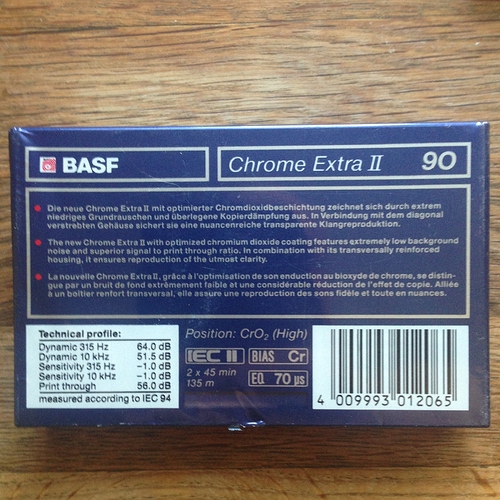 BASF
Chrome Extra II 90
Die neue Chrome Extra II mit optimierter Chromdioxidbeschichtung zeichnet sich durch extrem
niedriges Grundrauschen und überlegene Kopierdämpfung aus. In Verbindung mit dem diagonal
verstrebten Gehäuse sichert sie eine nuancenreiche transparente Klangreproduktion.
The new Chrome Extra II with optimized chromium dioxide coating features extremely low background
noise and superior signal to print through ratio. In combination with its transversally reinforced
housing, it ensures reproduction of the utmost clarity.
La nouvelle Chrome Extra II, grâce à l'optimisation de son enduction au bioxyde de chrome, se distin-
gue par un bruit de fond extrêmement faible et une considérable réduction de l'effet de copie. Alliée
à un boîtier renfort transversal, elle assure une reproduction des sons fidèle et toute en nuances.
Technical profile:
Dynamic 315 Hz 64.0 dB
Dynamic 10 kHz 51.5 dB
Sensitivity 315 Hz –1.0 dB
Sensitivity 10 kHz –1.0 dB
Print through 56.0 dB
measured according to IEC 94
Position: CrO₂ (High)
IEC II BIAS Cr
2 x 45 min
135 m
EQ 70 µs
4 009993 012065